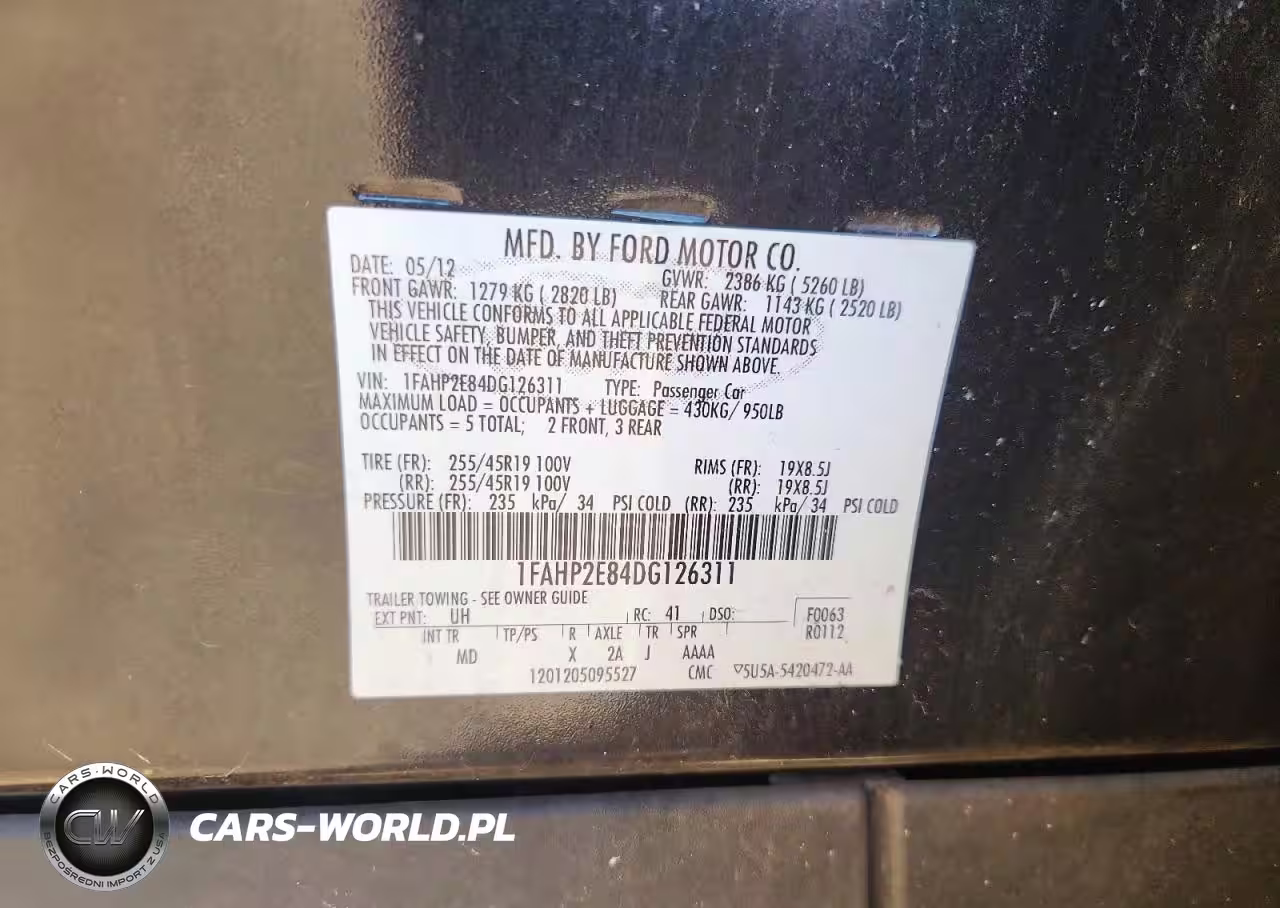 MFD. BY FORD MOTOR CO.
DATE: 05/12 GVWR: 2386 KG ( 5260 LB)
FRONT GAWR: 1279 KG ( 2820 LB) REAR GAWR: 1143 KG ( 2520 LB)
THIS VEHICLE CONFORMS TO ALL APPLICABLE FEDERAL MOTOR
VEHICLE SAFETY, BUMPER, AND THEFT PREVENTION STANDARDS
IN EFFECT ON THE DATE OF MANUFACTURE SHOWN ABOVE.
VIN: 1FAHP2E84DG126311 TYPE: Passenger Car
MAXIMUM LOAD = OCCUPANTS + LUGGAGE = 430KG/ 950LB
OCCUPANTS = 5 TOTAL; 2 FRONT, 3 REAR
TIRE (FR): 255/45R19 100V RIMS (FR): 19X8.5J
(RR): 255/45R19 100V (RR): 19X8.5J
PRESSURE (FR): 235 kPa/ 34 PSI COLD (RR): 235 kPa/ 34 PSI COLD
1FAHP2E84DG126311
TRAILER TOWING - SEE OWNER GUIDE
EXT PNT: UH RC: 41 DSO: F0063
R0112
INT TR TP/PS R AXLE TR SPR
MD X 2A J AAAA
1201205095527 CMC ▽5U5A-5420472-AA
CARS-WORLD
CW
BEZPOŚREDNI IMPORT Z USA
CARS-WORLD.PL